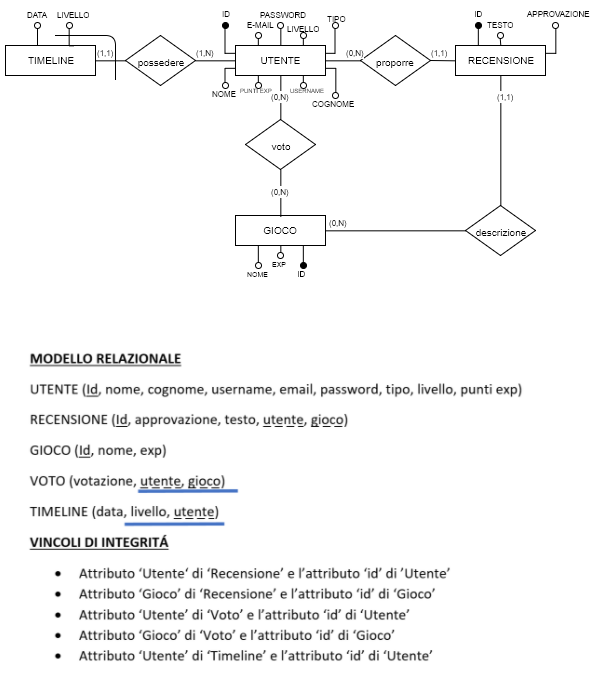 DATA LIVELLO
ID PASSWORD
E-MAIL LIVELLO TIPO
ID TESTO APPROVAZIONE
TIMELINE (1,1) possedere (1,N) UTENTE (0,N) proporre (1,1) RECENSIONE
NOME PUNTI EXP USERNAME COGNOME
(0,N) (1,1)
voto
(0,N)
GIOCO (0,N) descrizione
NOME EXP ID
MODELLO RELAZIONALE
UTENTE (Id, nome, cognome, username, email, password, tipo, livello, punti exp)
RECENSIONE (Id, approvazione, testo, utente, gioco)
GIOCO (Id, nome, exp)
VOTO (votazione, utente, gioco)
TIMELINE (data, livello, utente)
VINCOLI DI INTEGRITÁ
• Attributo ‘Utente‘ di ‘Recensione’ e l’attributo ‘id’ di ’Utente’
• Attributo ‘Gioco’ di ‘Recensione’ e l’attributo ‘id’ di ‘Gioco’
• Attributo ‘Utente’ di ‘Voto’ e l’attributo ‘id’ di ‘Utente’
• Attributo ‘Gioco’ di ‘Voto’ e l’attributo ‘id’ di ‘Gioco’
• Attributo ‘Utente’ di ‘Timeline’ e l’attributo ‘id’ di ‘Utente’